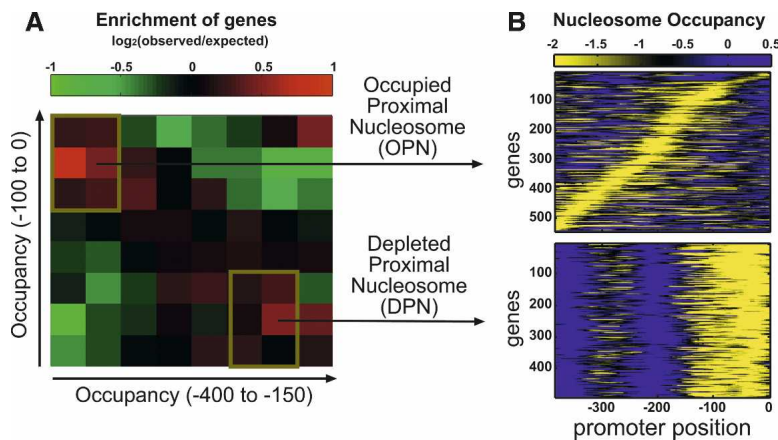 A
Enrichment of genes
log₂(observed/expected)
-1 -0.5 0 0.5 1
Occupancy (-100 to 0)
Occupancy (-400 to -150)
Occupied
Proximal
Nucleosome
(OPN)
Depleted
Proximal
Nucleosome
(DPN)
B
Nucleosome Occupancy
-2 -1.5 -1 -0.5 0 0.5
genes
100
200
300
400
500
genes
100
200
300
400
-300 -200 -100 0
promoter position